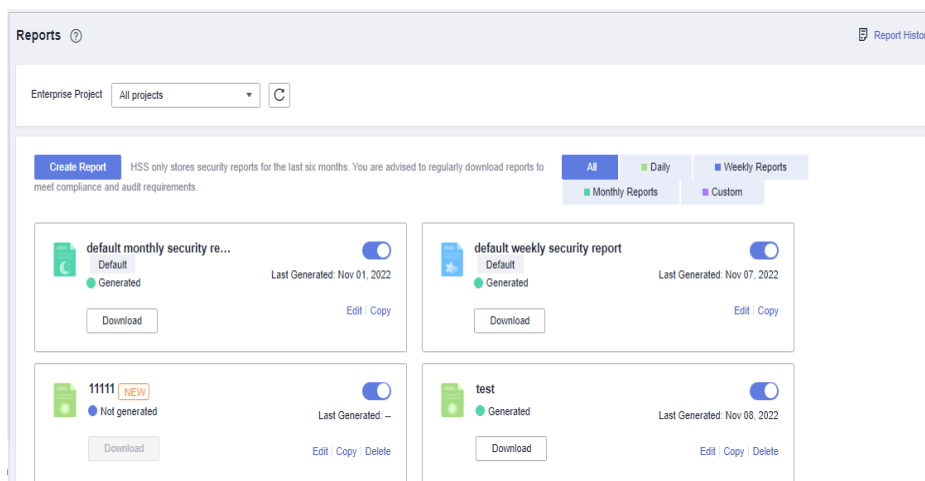 Reports ?
Report Histor
Enterprise Project All projects
Create Report HSS only stores security reports for the last six months. You are advised to regularly download reports to
meet compliance and audit requirements.
All Daily Weekly Reports
Monthly Reports Custom
default monthly security re...
Default
Generated
Last Generated: Nov 01, 2022
Edit Copy
Download
default weekly security report
Default
Generated
Last Generated: Nov 07, 2022
Edit Copy
Download
11111 NEW
Not generated
Last Generated: --
Download
Edit Copy Delete
test
Generated
Last Generated: Nov 08, 2022
Download
Edit Copy Delete